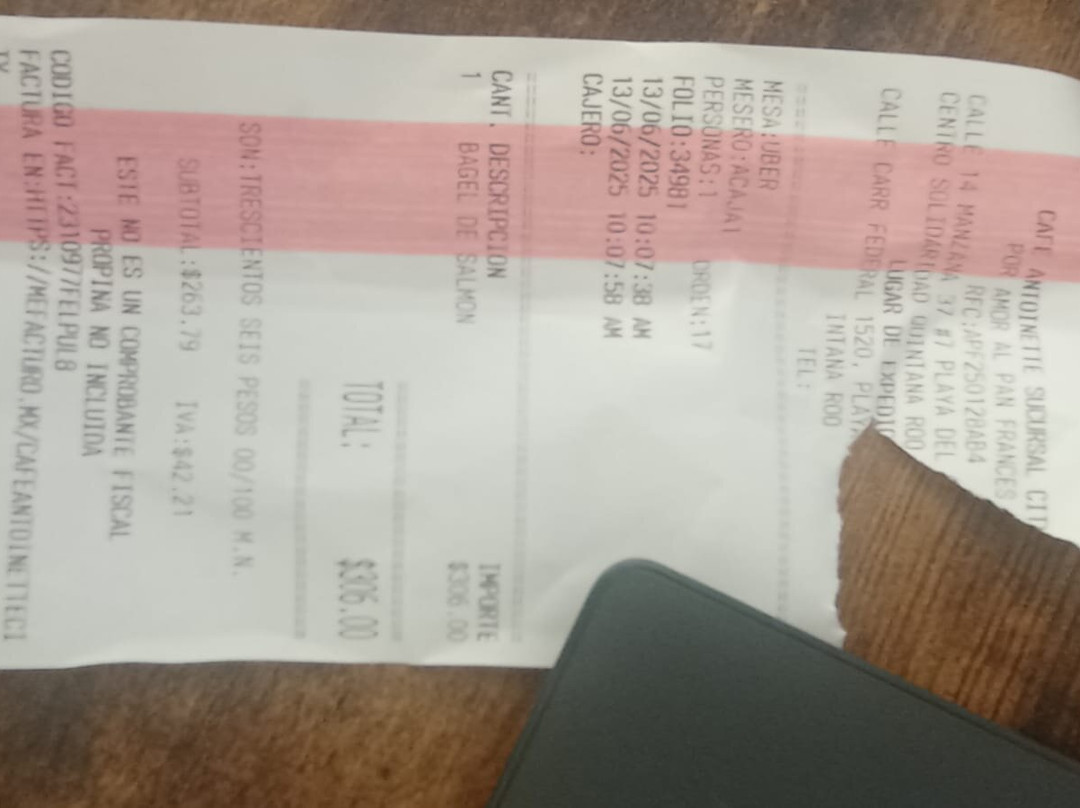 CAFE ANTOINETTE SUCURSAL CIT
POR AMOR AL PAN FRANCES
RFC:APF250128AB4
CALLE 14 MANZANA 37 #7 PLAYA DEL
CENTRO SOLIDARIDAD QUINTANA ROO
LUGAR DE EXPEDI
CALLE CARR FEDERAL 1520, PLAY
INTANA ROO
TEL:
MESA:UBER
MESERO:ACAJA1
PERSONAS:1 ORDEN:17
FOLIO:34981
13/06/2025 10:07:38 AM
13/06/2025 10:07:58 AM
CAJERO:
CANT. DESCRIPCION IMPORTE
1 BAGEL DE SALMON $306.00
TOTAL: $306.00
SON:TRESCIENTOS SEIS PESOS 00/100 M.N.
SUBTOTAL:$263.79 IVA:$42.21
ESTE NO ES UN COMPROBANTE FISCAL
PROPINA NO INCLUIDA
CODIGO FACT:231097FELPUL8
FACTURA EN:HTTPS://MEFACTURO.MX/CAFEANTOINETTECI